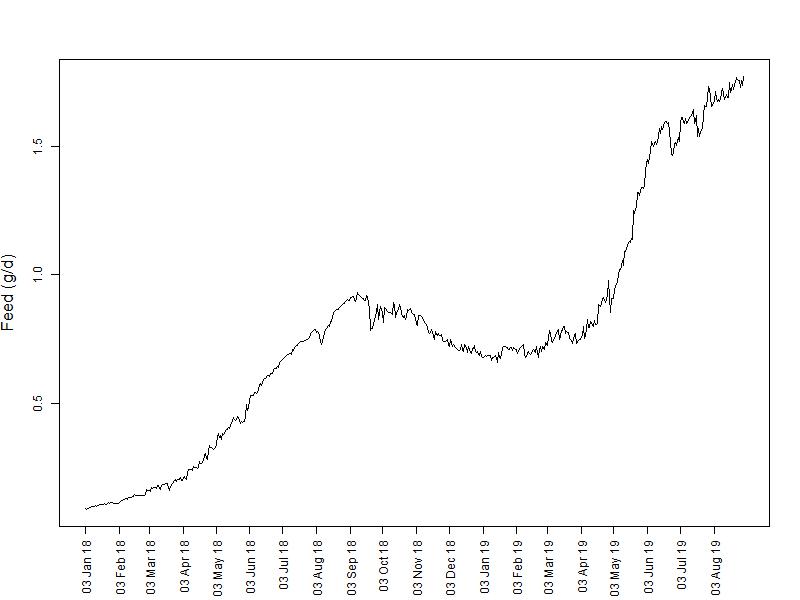 Feed (g/d)
1.5
1.0
0.5
03 Jan 18
03 Feb 18
03 Mar 18
03 Apr 18
03 May 18
03 Jun 18
03 Jul 18
03 Aug 18
03 Sep 18
03 Oct 18
03 Nov 18
03 Dec 18
03 Jan 19
03 Feb 19
03 Mar 19
03 Apr 19
03 May 19
03 Jun 19
03 Jul 19
03 Aug 19